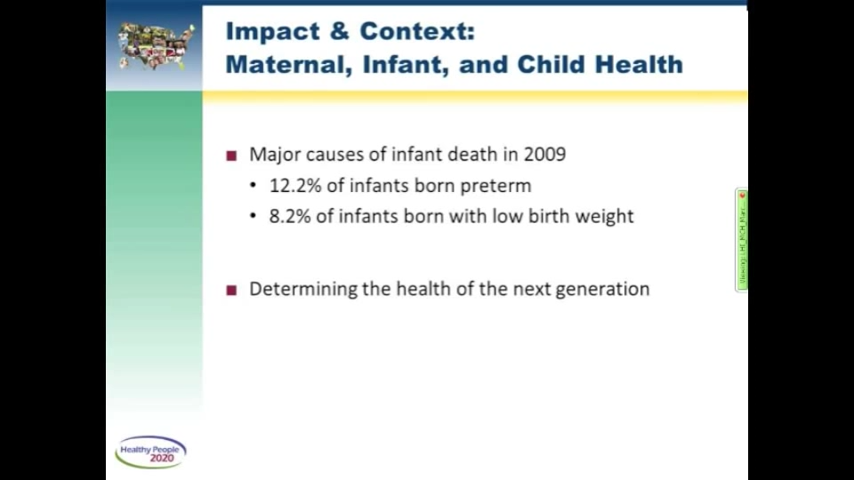 Impact & Context:
Maternal, Infant, and Child Health
■ Major causes of infant death in 2009
• 12.2% of infants born preterm
• 8.2% of infants born with low birth weight
■ Determining the health of the next generation
Healthy People
2020